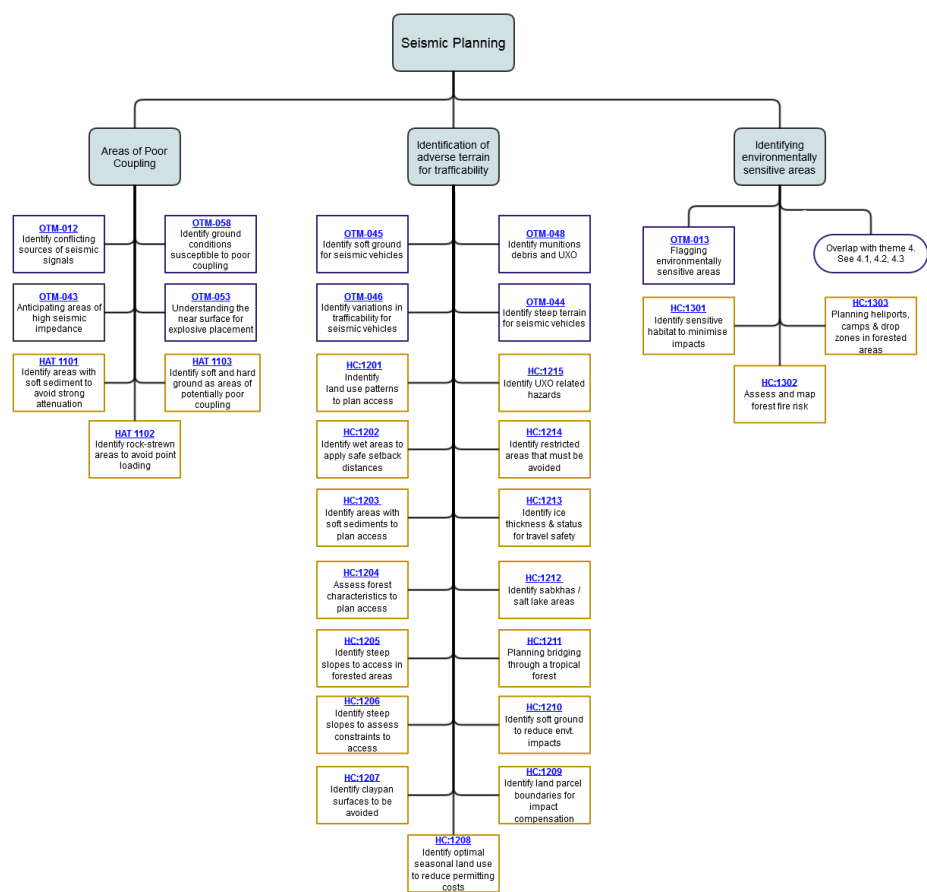 Seismic Planning
Areas of Poor
Coupling
Identification of
adverse terrain
for trafficability
Identifying
environmentally
sensitive areas
OTM-012
Identify conflicting
sources of seismic
signals
OTM-058
Identify ground
conditions
susceptible to poor
coupling
OTM-043
Anticipating areas of
high seismic
impedance
OTM-053
Understanding the
near surface for
explosive placement
HAT 1101
Identify areas with
soft sediment to
avoid strong
attenuation
HAT 1103
Identify soft and hard
ground as areas of
potentially poor
coupling
HAT 1102
Identify rock-strewn
areas to avoid point
loading
OTM-045
Identify soft ground
for seismic vehicles
OTM-048
Identify munitions
debris and UXO
OTM-046
Identify variations in
trafficability for
seismic vehicles
OTM-044
Identify steep terrain
for seismic vehicles
HC:1201
Indentify
land use patterns
to plan access
HC:1215
Identify UXO related
hazards
HC:1202
Identify wet areas to
apply safe setback
distances
HC:1214
Identify restricted
areas that must be
avoided
HC:1203
Identify areas with
soft sediments to
plan access
HC:1213
Identify ice
thickness & status
for travel safety
HC:1204
Assess forest
characteristics to
plan access
HC:1212
Identify sabkhas /
salt lake areas
HC:1205
Identify steep
slopes to access in
forested areas
HC:1211
Planning bridging
through a tropical
forest
HC:1206
Identify steep
slopes to assess
constraints to
access
HC:1210
Identify soft ground
to reduce envt.
impacts
HC:1207
Identify claypan
surfaces to be
avoided
HC:1209
Identify land parcel
boundaries for
impact
compensation
HC:1208
Identify optimal
seasonal land use
to reduce permitting
costs
OTM-013
Flagging
environmentally
sensitive areas
Overlap with theme 4.
See 4.1, 4.2, 4.3
HC:1301
Identify sensitive
habitat to minimise
impacts
HC:1303
Planning heliports,
camps & drop
zones in forested
areas
HC:1302
Assess and map
forest fire risk